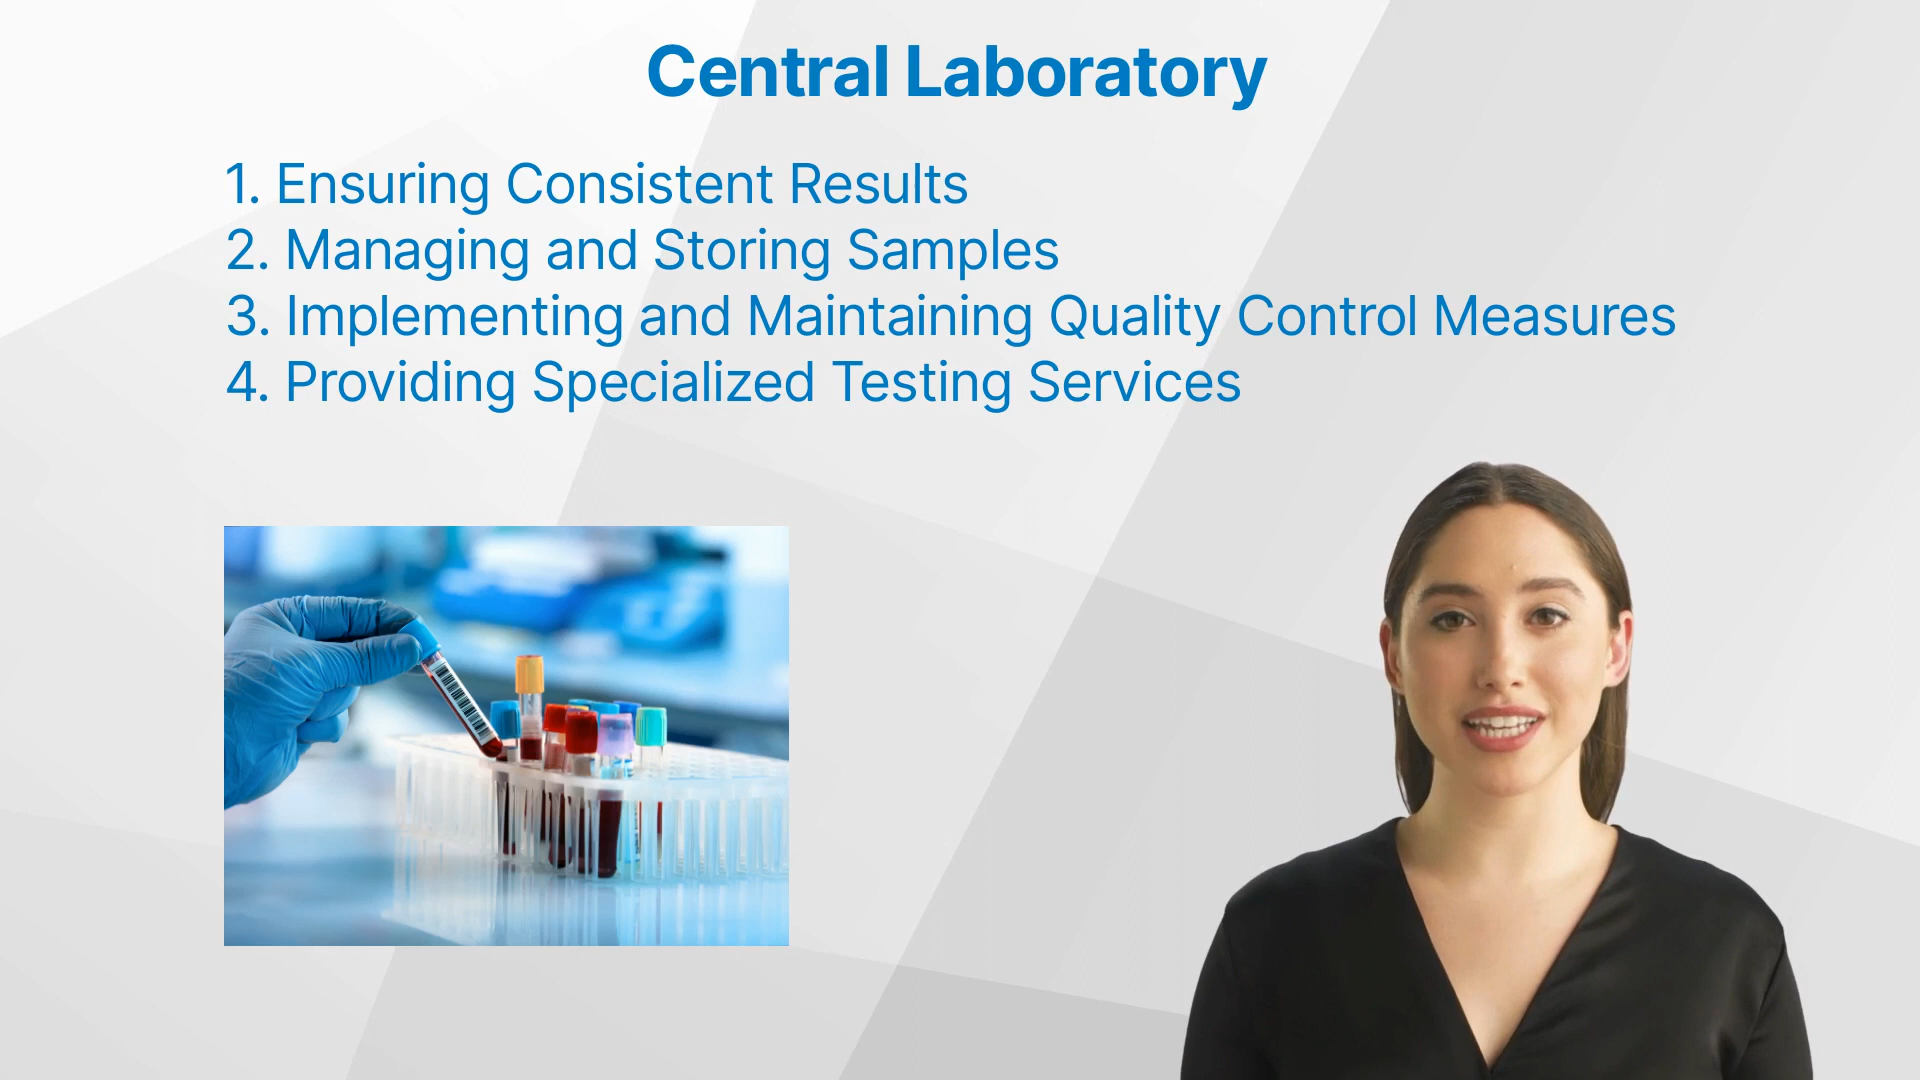 Central Laboratory
1. Ensuring Consistent Results
2. Managing and Storing Samples
3. Implementing and Maintaining Quality Control Measures
4. Providing Specialized Testing Services